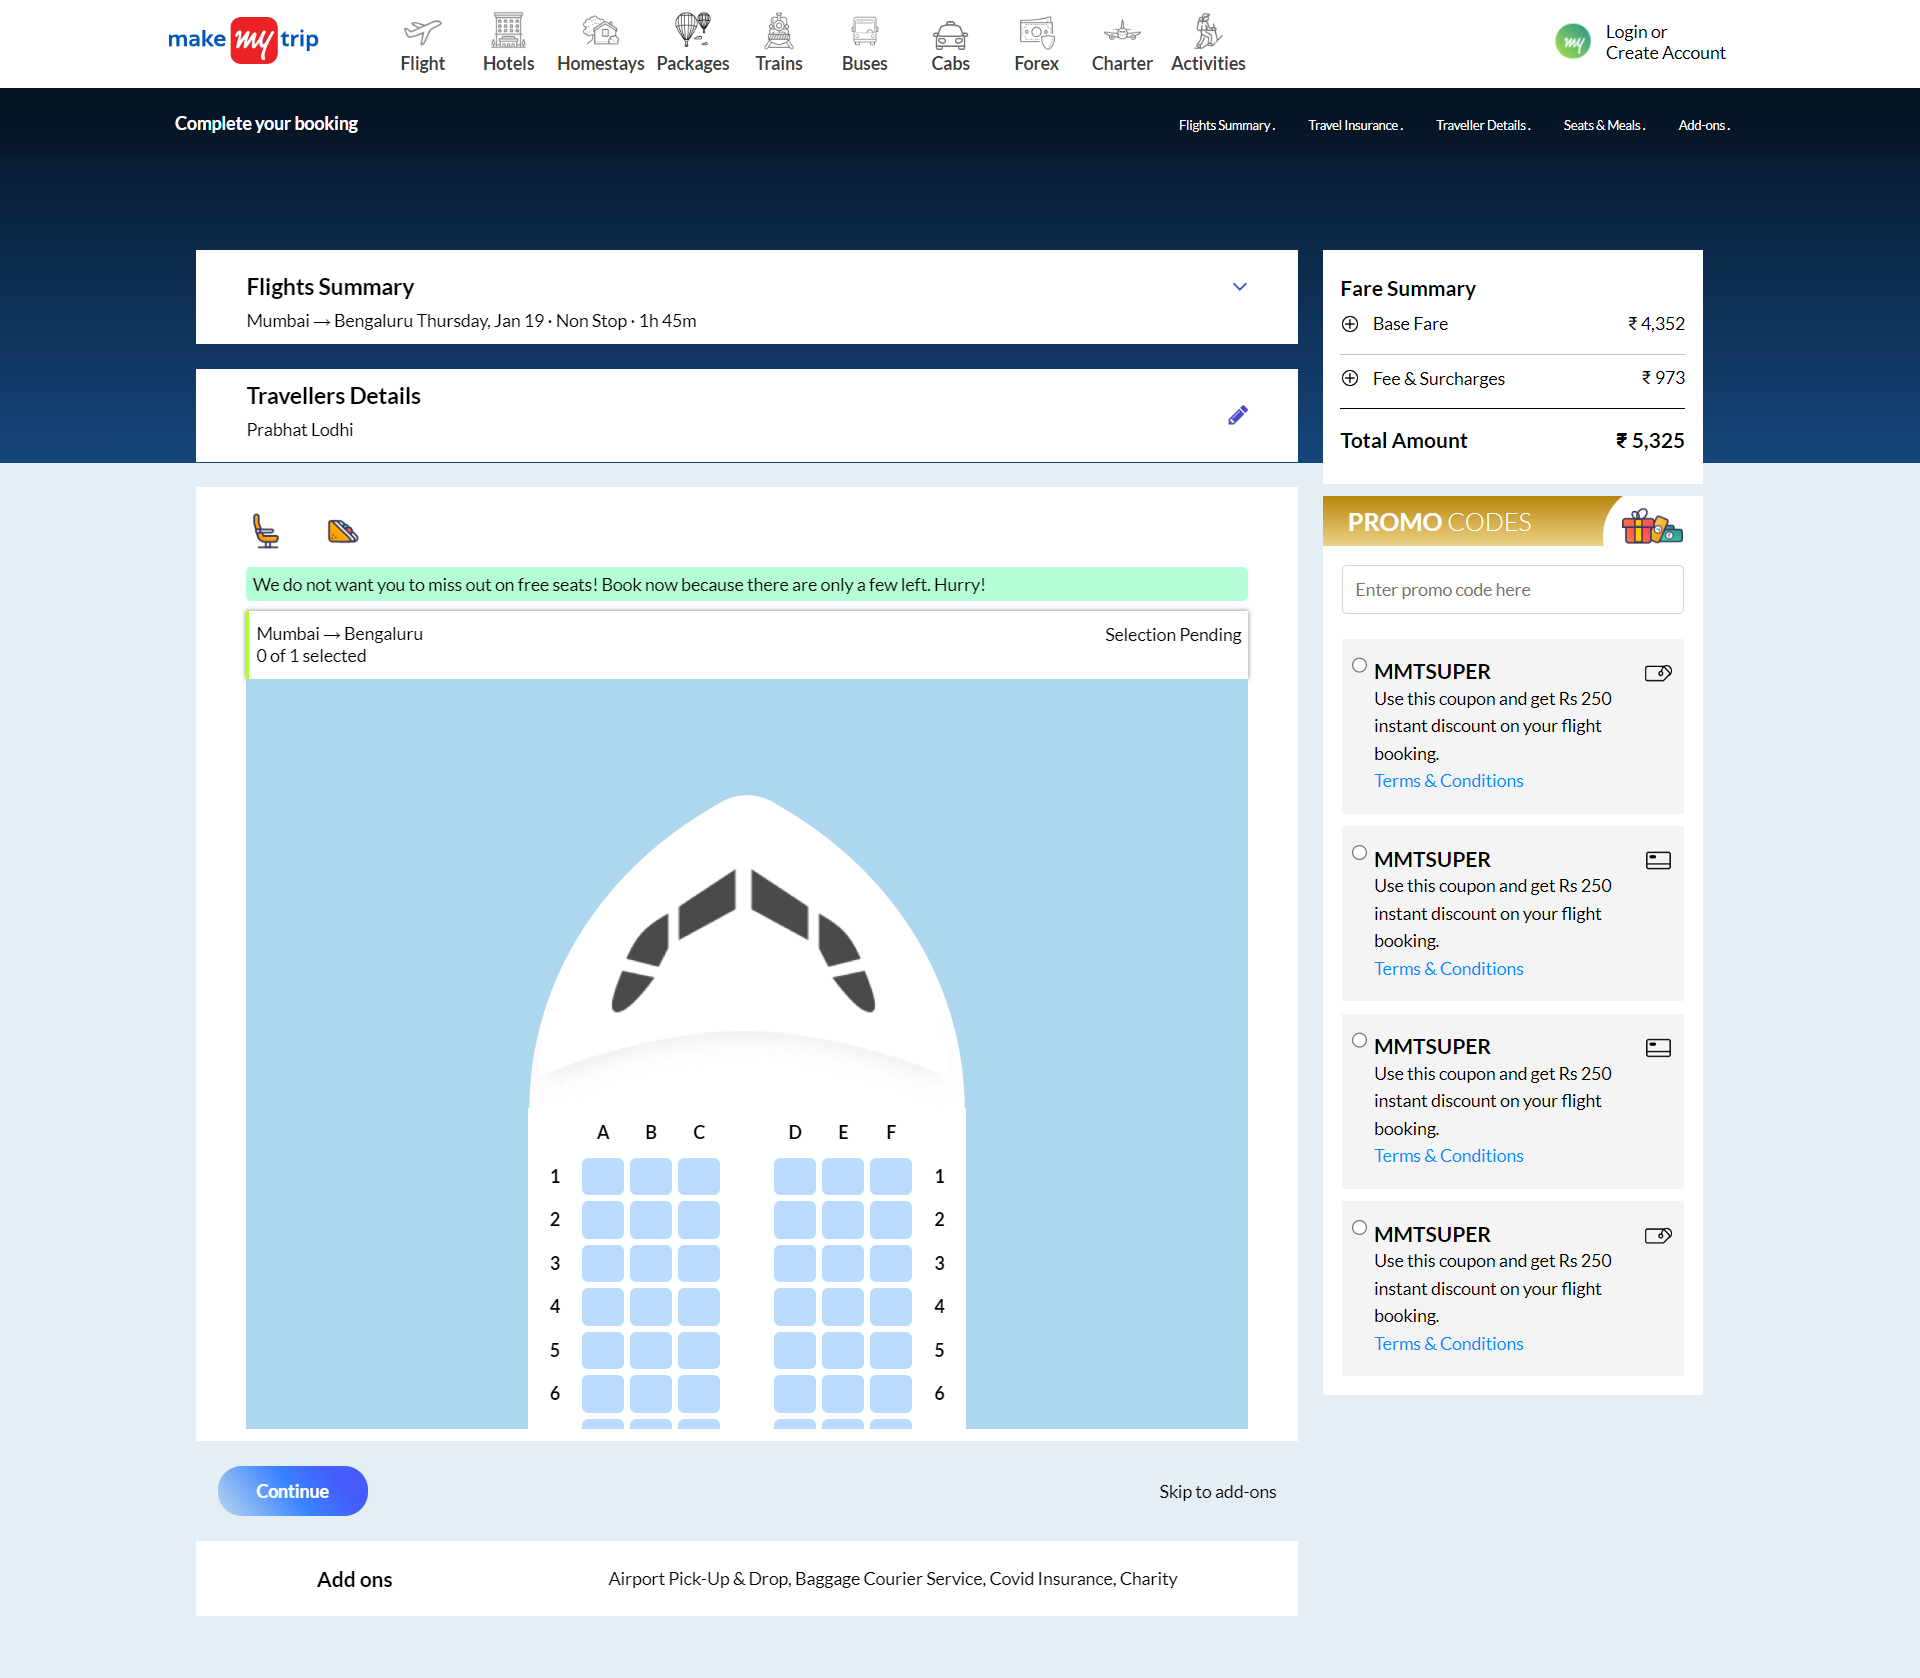 make my trip
Flight
Hotels
Homestays
Packages
Trains
Buses
Cabs
Forex
Charter
Activities
my
Login or
Create Account
Complete your booking
Flights Summary .
Travel Insurance .
Traveller Details .
Seats & Meals .
Add-ons .
Flights Summary
Mumbai → Bengaluru Thursday, Jan 19 · Non Stop · 1h 45m
Travellers Details
Prabhat Lodhi
We do not want you to miss out on free seats! Book now because there are only a few left. Hurry!
Mumbai → Bengaluru
0 of 1 selected
Selection Pending
A B C D E F
1 1
2 2
3 3
4 4
5 5
6 6
Continue
Skip to add-ons
Add ons
Airport Pick-Up & Drop, Baggage Courier Service, Covid Insurance, Charity
Fare Summary
Base Fare ₹ 4,352
Fee & Surcharges ₹ 973
Total Amount ₹ 5,325
PROMO CODES
Enter promo code here
MMTSUPER
Use this coupon and get Rs 250
instant discount on your flight
booking.
Terms & Conditions
MMTSUPER
Use this coupon and get Rs 250
instant discount on your flight
booking.
Terms & Conditions
MMTSUPER
Use this coupon and get Rs 250
instant discount on your flight
booking.
Terms & Conditions
MMTSUPER
Use this coupon and get Rs 250
instant discount on your flight
booking.
Terms & Conditions